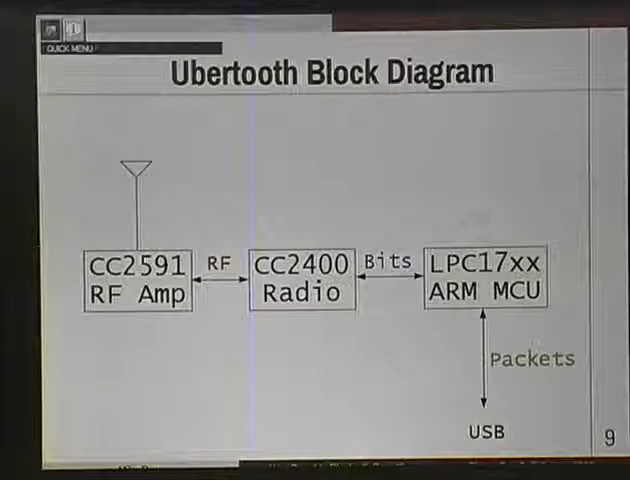 QUICK MENU
Ubertooth Block Diagram
CC2591
RF Amp
RF
CC2400
Radio
Bits
LPC17xx
ARM MCU
Packets
USB
9